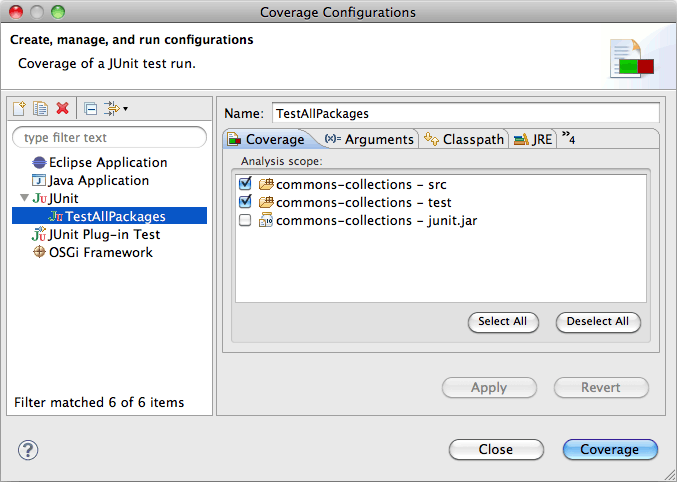 Coverage Configurations
Create, manage, and run configurations
Coverage of a JUnit test run.
type filter text
Eclipse Application
Java Application
JUnit
TestAllPackages
JUnit Plug-in Test
OSGi Framework
Filter matched 6 of 6 items
Name: TestAllPackages
Coverage (x)= Arguments Classpath JRE »4
Analysis scope:
commons-collections – src
commons-collections – test
commons-collections – junit.jar
Select All Deselect All
Apply Revert
? Close Coverage